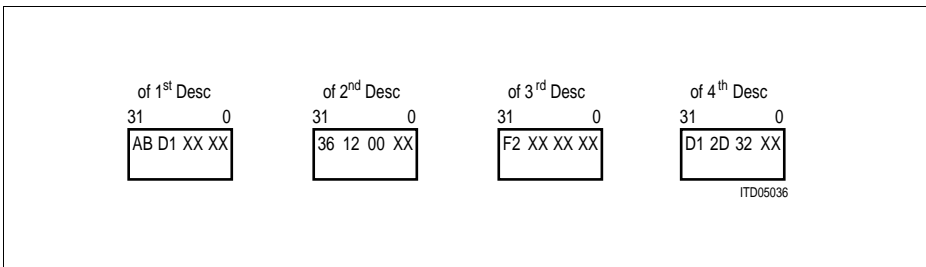 of 1st Desc of 2nd Desc of 3rd Desc of 4th Desc
31 0 31 0 31 0 31 0
AB D1 XX XX 36 12 00 XX F2 XX XX XX D1 2D 32 XX
ITD05036